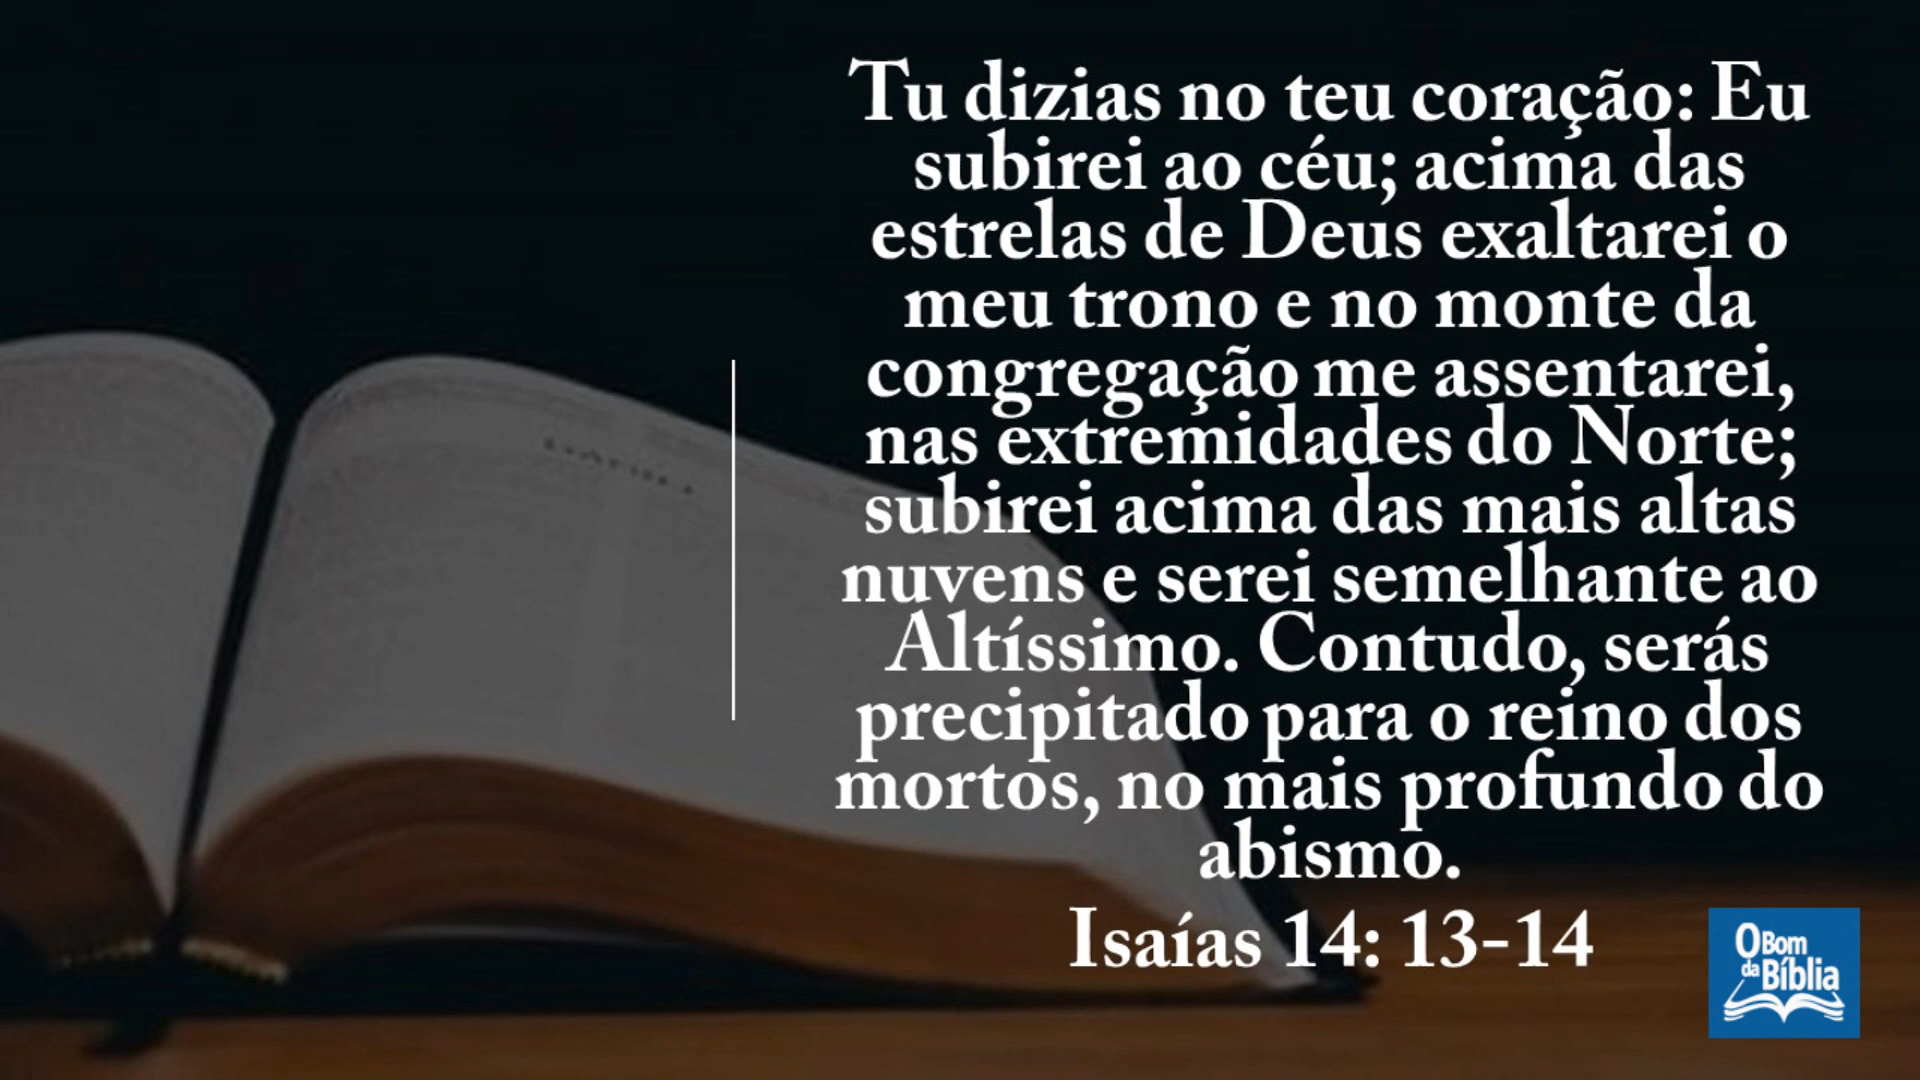 Tu dizias no teu coração: Eu
subirei ao céu; acima das
estrelas de Deus exaltarei o
meu trono e no monte da
congregação me assentarei,
nas extremidades do Norte;
subirei acima das mais altas
nuvens e serei semelhante ao
Altíssimo. Contudo, serás
precipitado para o reino dos
mortos, no mais profundo do
abismo.
Isaías 14: 13-14
O Bom
da Bíblia